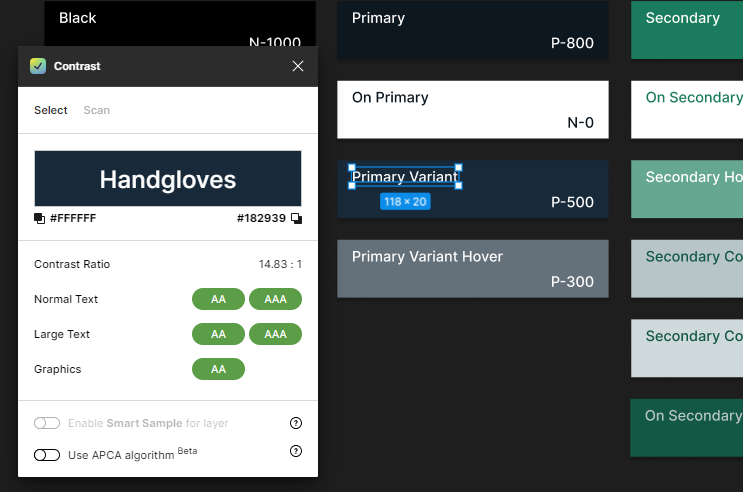 Black
N-1000
Contrast
Select
Scan
Handgloves
#FFFFFF
#182939
Contrast Ratio
14.83 : 1
Normal Text
AA
AAA
Large Text
AA
AAA
Graphics
AA
Enable Smart Sample for layer
?
Use APCA algorithm Beta
?
Primary
P-800
On Primary
N-0
Primary Variant
118 × 20
P-500
Primary Variant Hover
P-300
Secondary
On Secondary
Secondary Ho
Secondary Co
Secondary Co
On Secondary